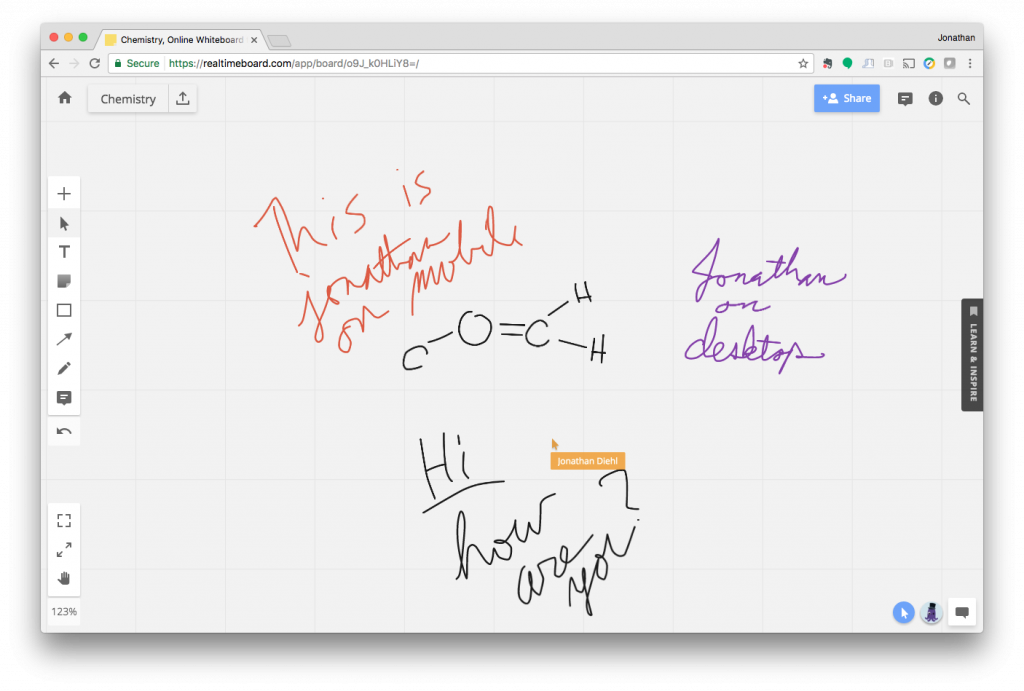 Chemistry, Online Whiteboard
Jonathan
Secure https://realtimeboard.com/app/board/o9J_k0HLiY8=/
Chemistry
Share
This is
Jonathan
on mobile
Jonathan
on
desktop
H
C O = C
H
LEARN & INSPIRE
Hi
Jonathan Diehl
how
are you?
123%